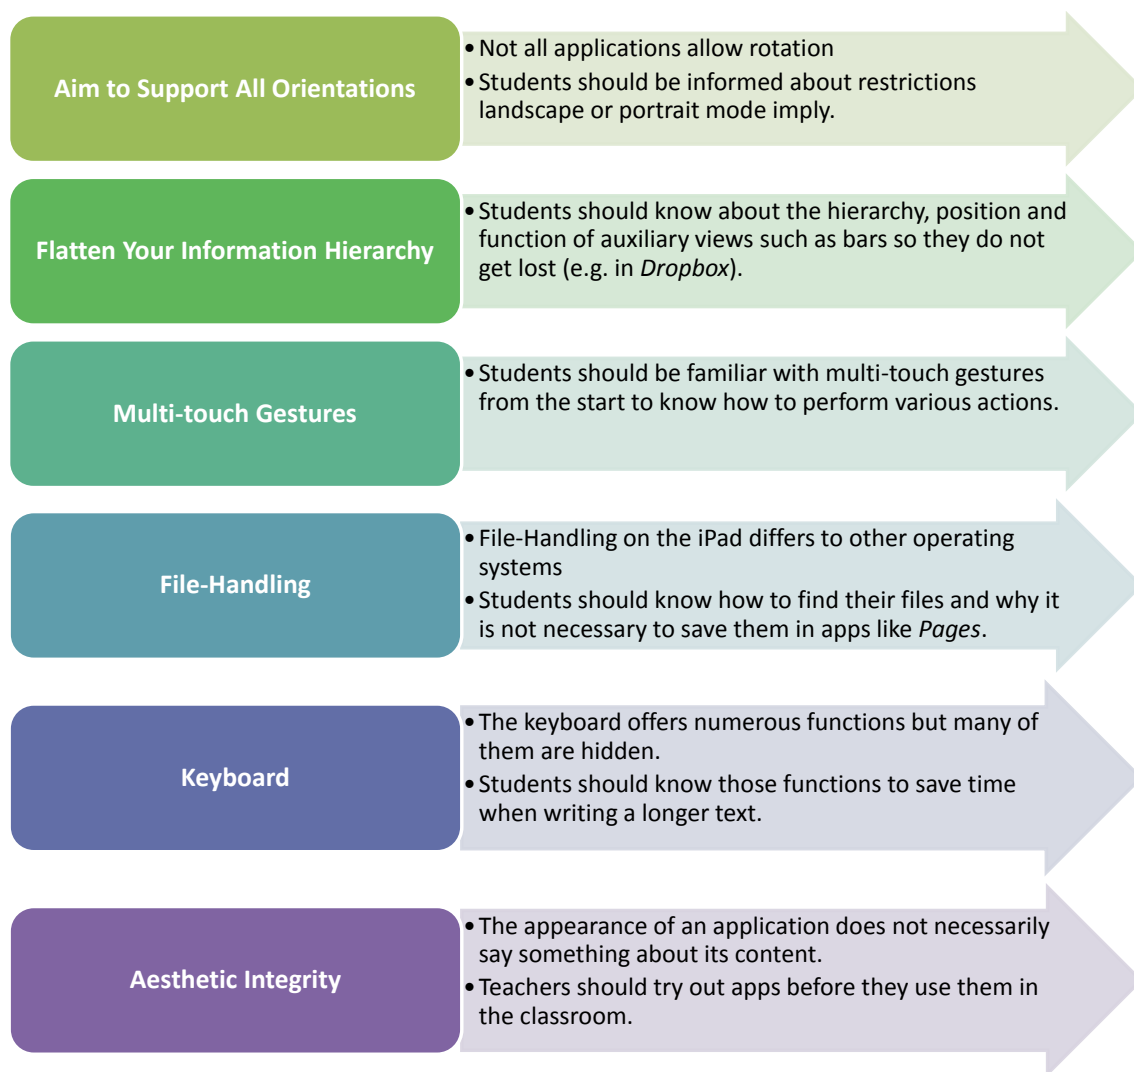 Aim to Support All Orientations
• Not all applications allow rotation
• Students should be informed about restrictions
landscape or portrait mode imply.
Flatten Your Information Hierarchy
• Students should know about the hierarchy, position and
function of auxiliary views such as bars so they do not
get lost (e.g. in Dropbox).
Multi-touch Gestures
• Students should be familiar with multi-touch gestures
from the start to know how to perform various actions.
File-Handling
• File-Handling on the iPad differs to other operating
systems
• Students should know how to find their files and why it
is not necessary to save them in apps like Pages.
Keyboard
• The keyboard offers numerous functions but many of
them are hidden.
• Students should know those functions to save time
when writing a longer text.
Aesthetic Integrity
• The appearance of an application does not necessarily
say something about its content.
• Teachers should try out apps before they use them in
the classroom.